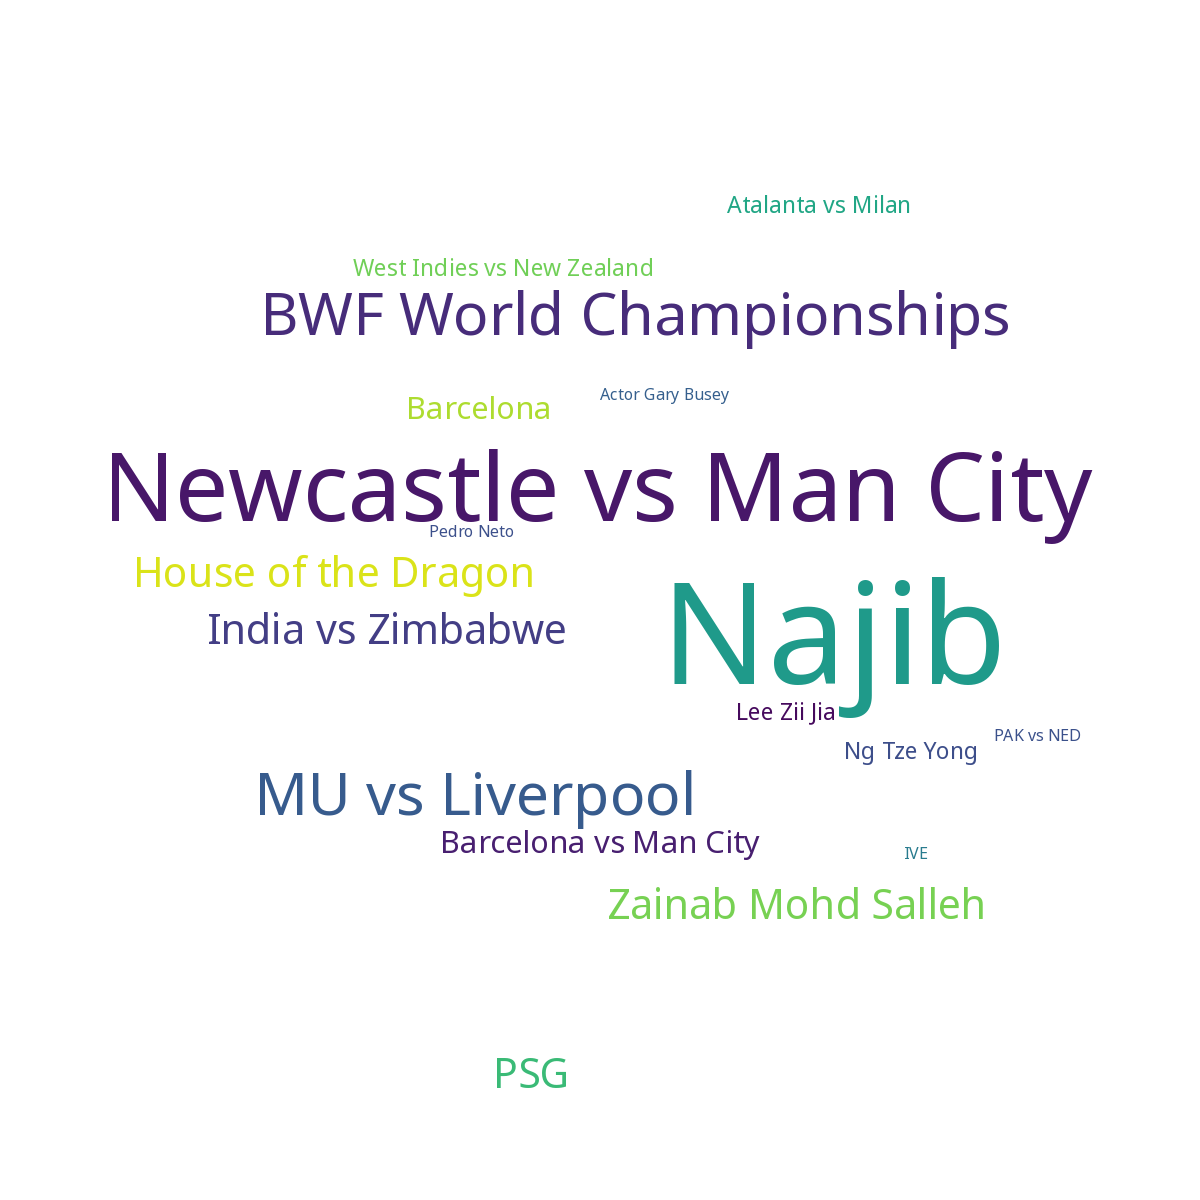 Atalanta vs Milan
West Indies vs New Zealand
BWF World Championships
Actor Gary Busey
Barcelona
Newcastle vs Man City
Pedro Neto
House of the Dragon
India vs Zimbabwe
Najib
Lee Zii Jia
PAK vs NED
Ng Tze Yong
MU vs Liverpool
Barcelona vs Man City
IVE
Zainab Mohd Salleh
PSG